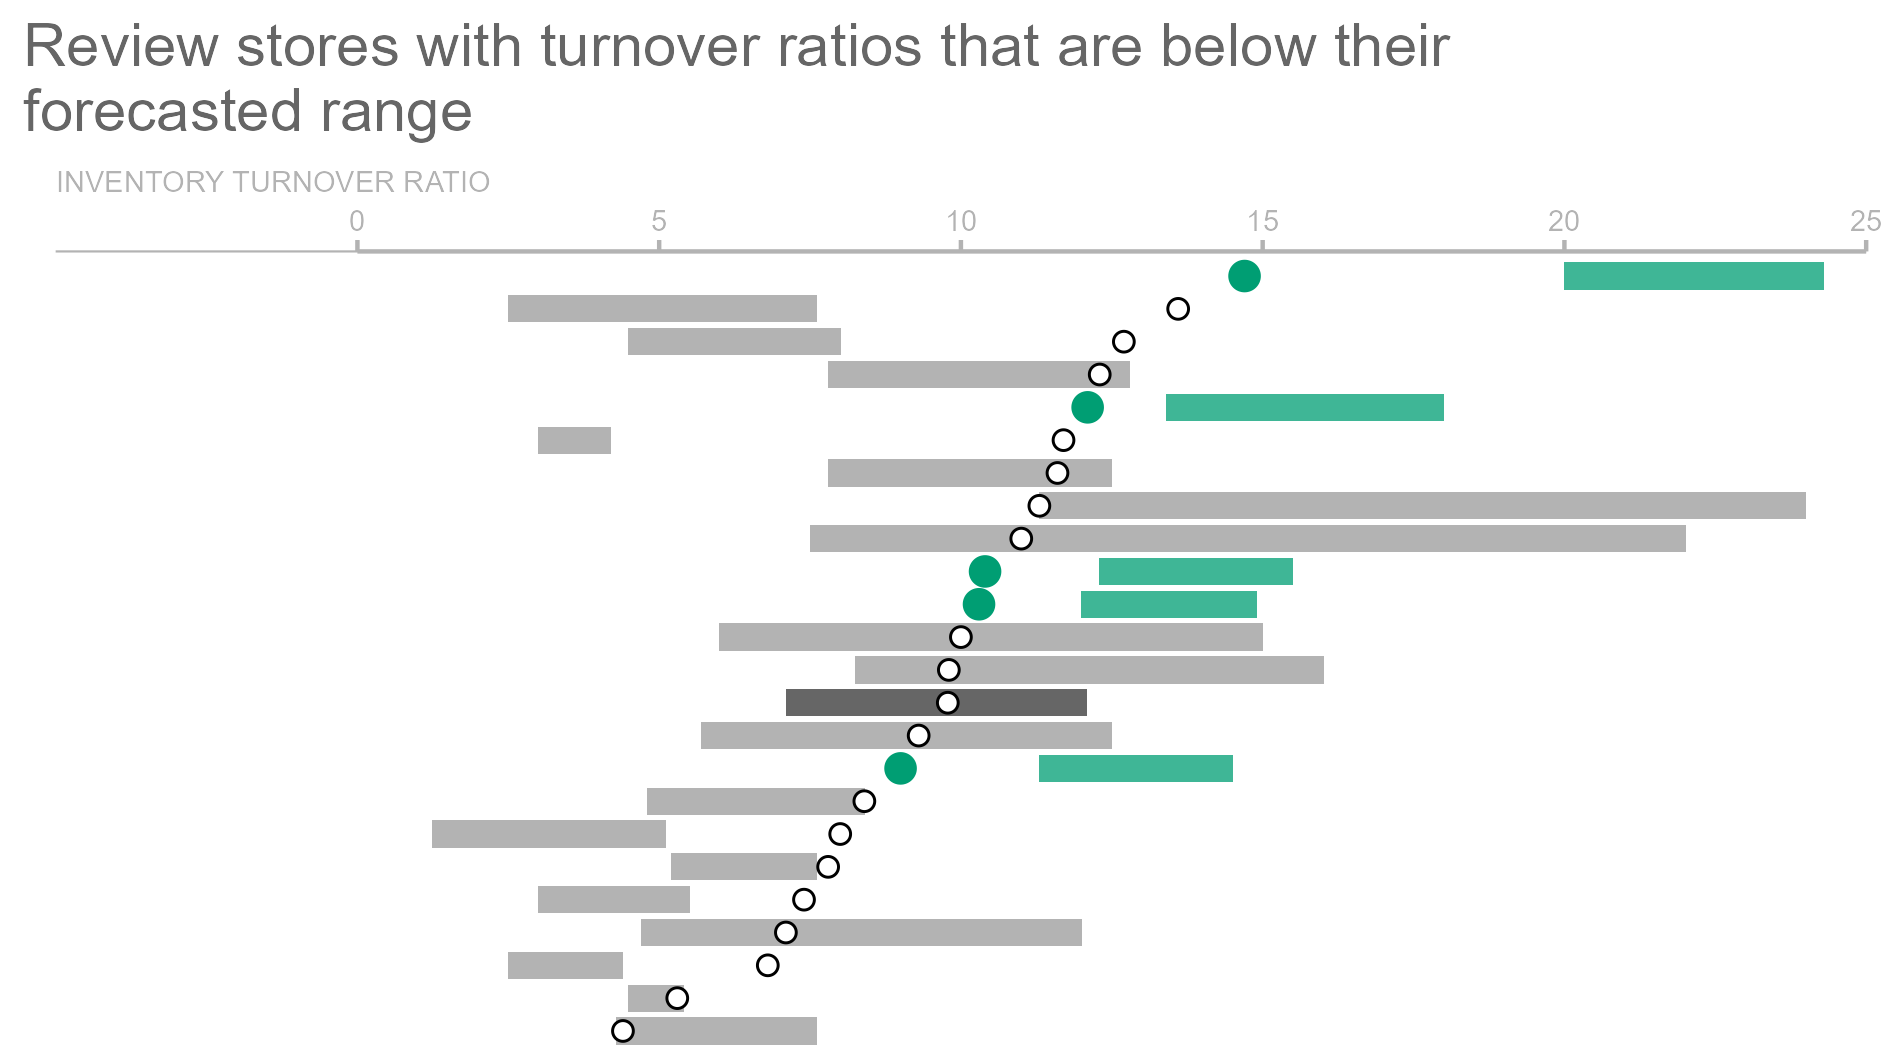 Review stores with turnover ratios that are below their
forecasted range
INVENTORY TURNOVER RATIO
0 5 10 15 20 25